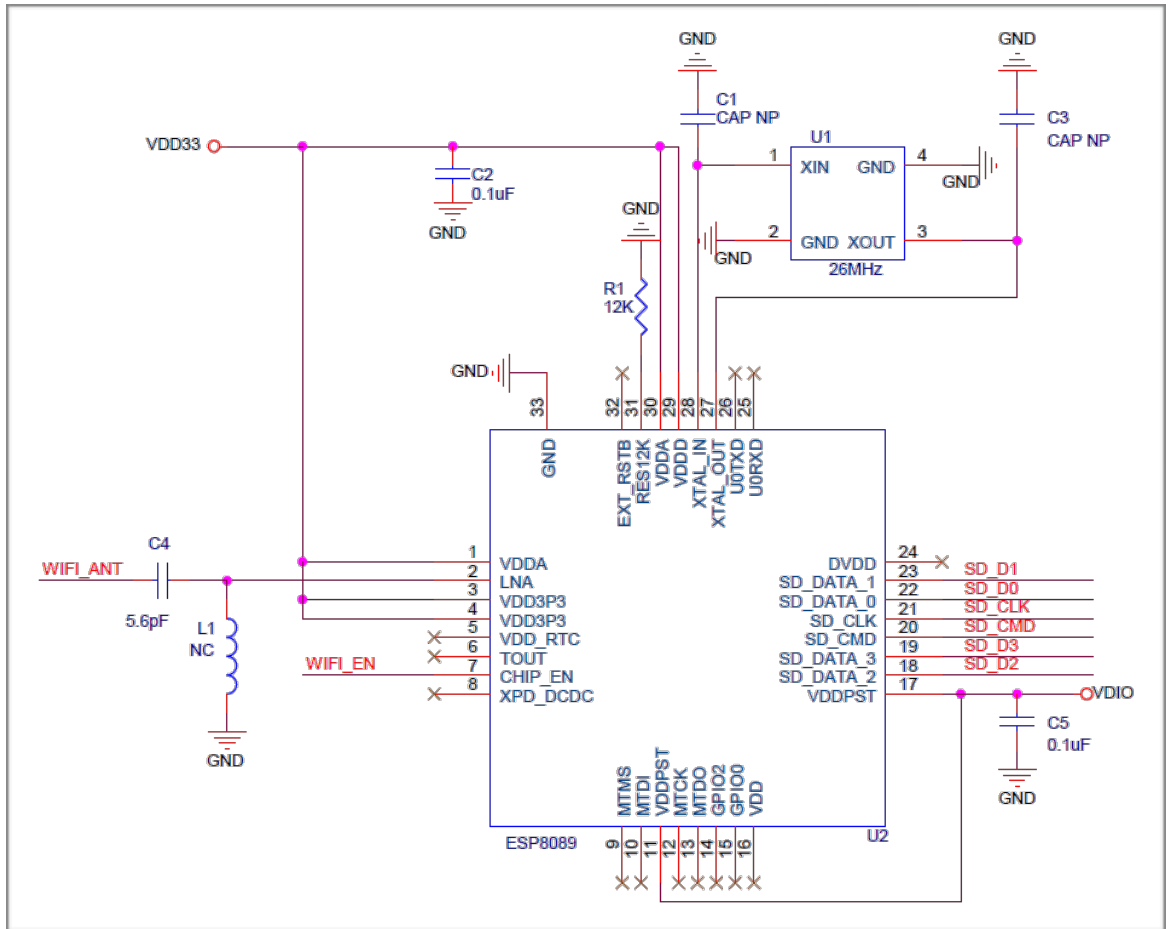 GND
GND
C1
CAP NP
C3
CAP NP
VDD33
U1
1
XIN
GND
4
GND
C2
0.1uF
GND
GND
2
GND
XOUT
3
GND
26MHz
R1
12K
GND
33
32
31
30
29
28
27
26
25
GND
EXT_RSTB
RES12K
VDDA
VDDD
XTAL_IN
XTAL_OUT
U0TXD
U0RXD
C4
WIFI_ANT
5.6pF
L1
NC
GND
WIFI_EN
1
VDDA
2
LNA
3
VDD3P3
4
VDD3P3
5
VDD_RTC
6
TOUT
7
CHIP_EN
8
XPD_DCDC
DVDD
24
SD_DATA_1
23
SD_D1
SD_DATA_0
22
SD_D0
SD_CLK
21
SD_CLK
SD_CMD
20
SD_CMD
SD_DATA_3
19
SD_D3
SD_DATA_2
18
SD_D2
VDDPST
17
VDIO
C5
0.1uF
GND
MTMS
MTDI
VDDPST
MTCK
MTDO
GPIO2
GPIO0
VDD
ESP8089
U2
9
10
11
12
13
14
15
16